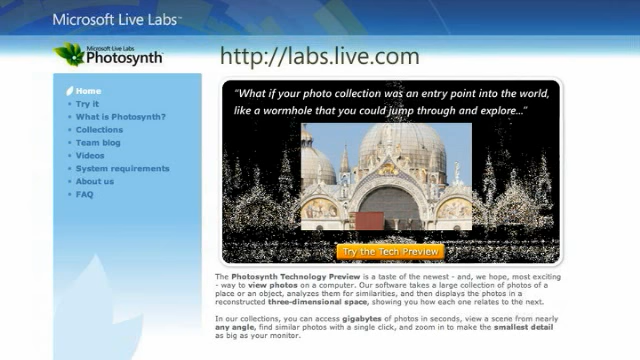 Microsoft Live Labs™
Microsoft Live Labs
Photosynth™
http://labs.live.com
Home
Try it
What is Photosynth?
Collections
Team blog
Videos
System requirements
About us
FAQ
"What if your photo collection was an entry point into the world,
like a wormhole that you could jump through and explore..."
Try the Tech Preview
The Photosynth Technology Preview is a taste of the newest - and, we hope, most exciting
- way to view photos on a computer. Our software takes a large collection of photos of a
place or an object, analyzes them for similarities, and then displays the photos in a
reconstructed three-dimensional space, showing you how each one relates to the next.
In our collections, you can access gigabytes of photos in seconds, view a scene from nearly
any angle, find similar photos with a single click, and zoom in to make the smallest detail
as big as your monitor.